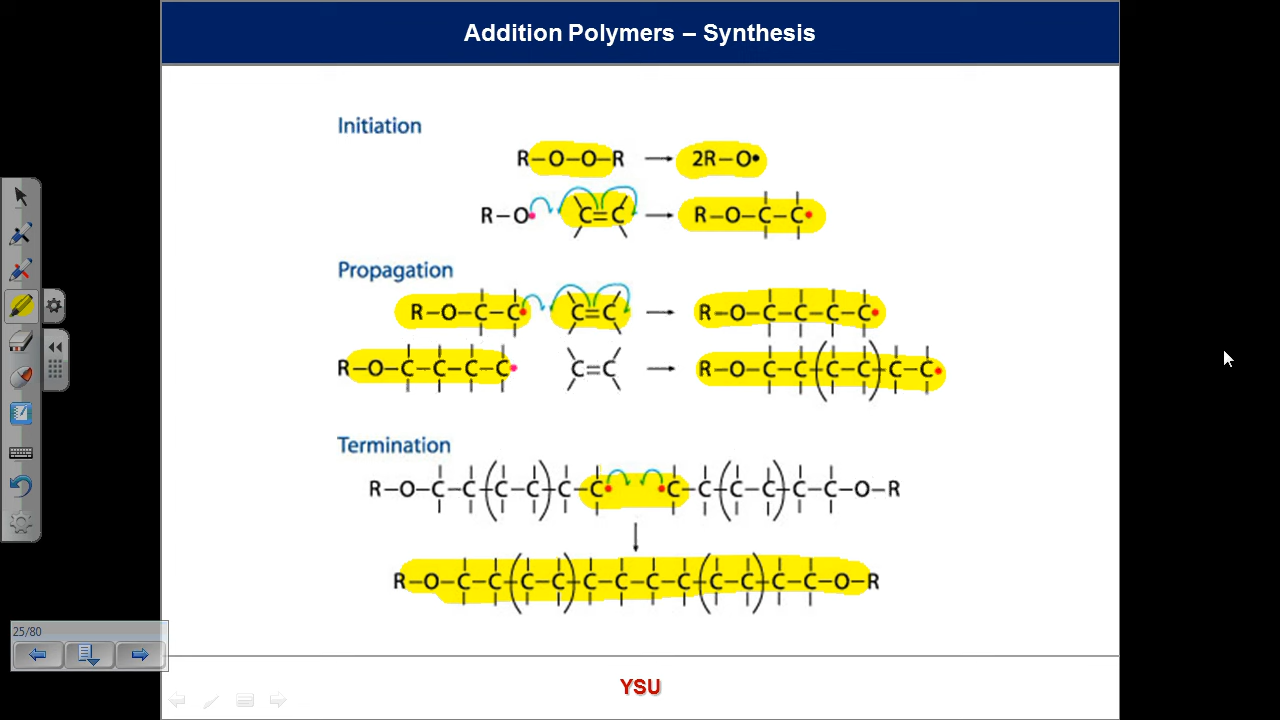 Addition Polymers – Synthesis
Initiation
R–O–O–R → 2R–O•
R–O• C=C → R–O–C–C•
Propagation
R–O–C–C• C=C → R–O–C–C–C–C•
R–O–C–C–C–C• C=C → R–O–C–C–(C–C)–C–C•
Termination
R–O–C–C–(C–C)–C–C• •C–C–(C–C)–C–C–O–R
↓
R–O–C–C–(C–C)–C–C–C–C–(C–C)–C–C–O–R
25/80
YSU